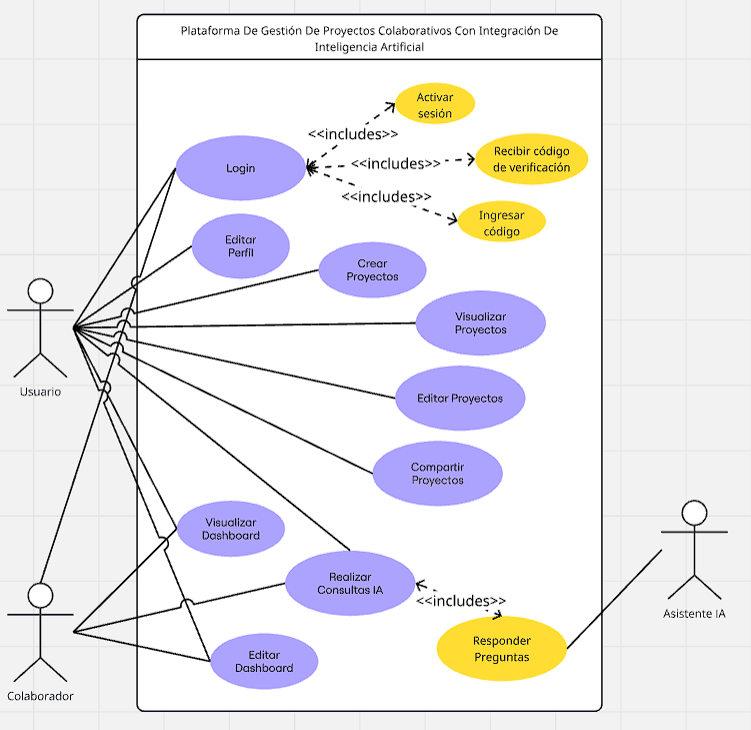 Plataforma De Gestión De Proyectos Colaborativos Con Integración De
Inteligencia Artificial
Activar
sesión
<<includes>>
Recibir código
de verificación
<<includes>>
Login
<<includes>>
Ingresar
código
Editar
Perfil
Crear
Proyectos
Visualizar
Proyectos
Usuario
Editar Proyectos
Compartir
Proyectos
Visualizar
Dashboard
Realizar
Consultas IA
<<includes>>
Asistente IA
Responder
Preguntas
Editar
Dashboard
Colaborador